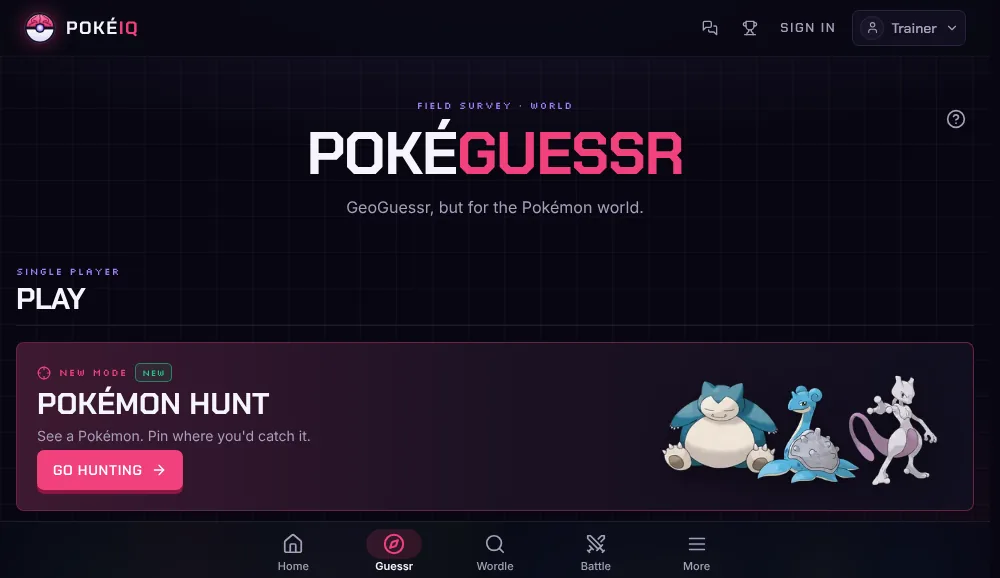 POKÉIQ
SIGN IN
Trainer
FIELD SURVEY · WORLD
POKÉGUESSR
GeoGuessr, but for the Pokémon world.
SINGLE PLAYER
PLAY
NEW MODE NEW
POKÉMON HUNT
See a Pokémon. Pin where you'd catch it.
GO HUNTING →
Home
Guessr
Wordle
Battle
More